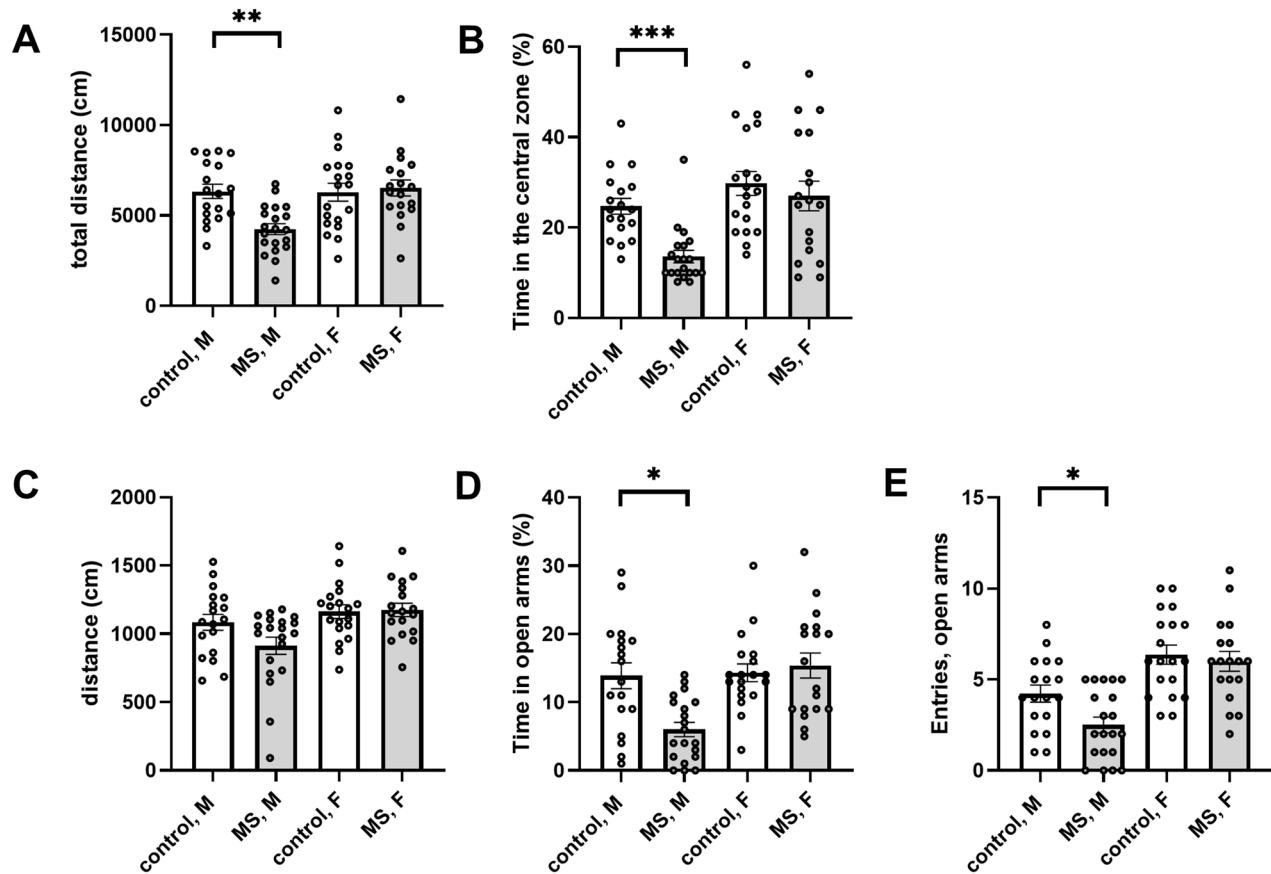 A
total distance (cm)
15000
10000
5000
0
**
control, M
MS, M
control, F
MS, F
B
Time in the central zone (%)
60
40
20
0
***
control, M
MS, M
control, F
MS, F
C
distance (cm)
2000
1500
1000
500
0
control, M
MS, M
control, F
MS, F
D
Time in open arms (%)
40
30
20
10
0
*
control, M
MS, M
control, F
MS, F
E
Entries, open arms
15
10
5
0
*
control, M
MS, M
control, F
MS, F